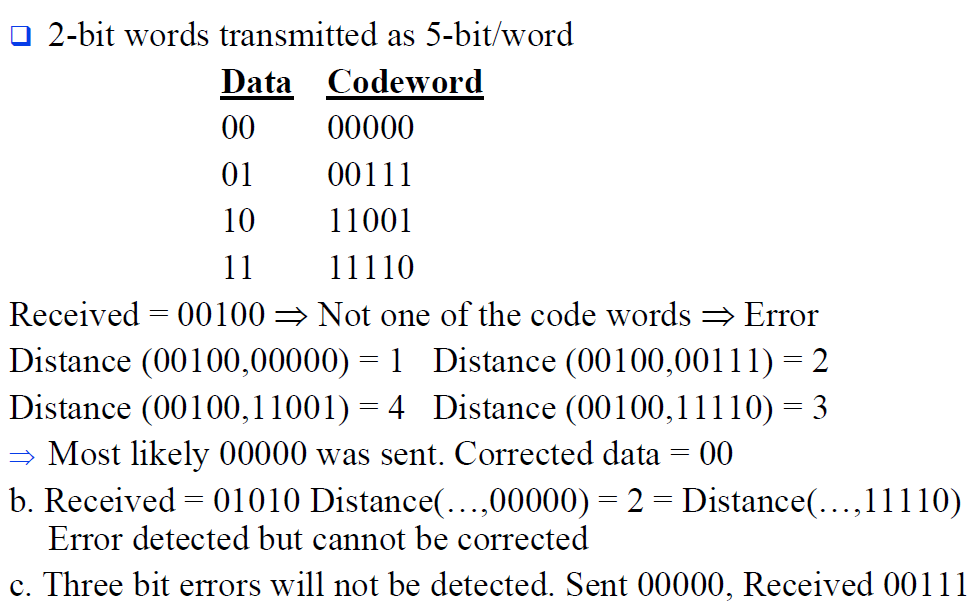 ❑ 2-bit words transmitted as 5-bit/word
Data Codeword
00 00000
01 00111
10 11001
11 11110
Received = 00100 ⇒ Not one of the code words ⇒ Error
Distance (00100,00000) = 1 Distance (00100,00111) = 2
Distance (00100,11001) = 4 Distance (00100,11110) = 3
⇒ Most likely 00000 was sent. Corrected data = 00
b. Received = 01010 Distance(…,00000) = 2 = Distance(…,11110)
Error detected but cannot be corrected
c. Three bit errors will not be detected. Sent 00000, Received 00111